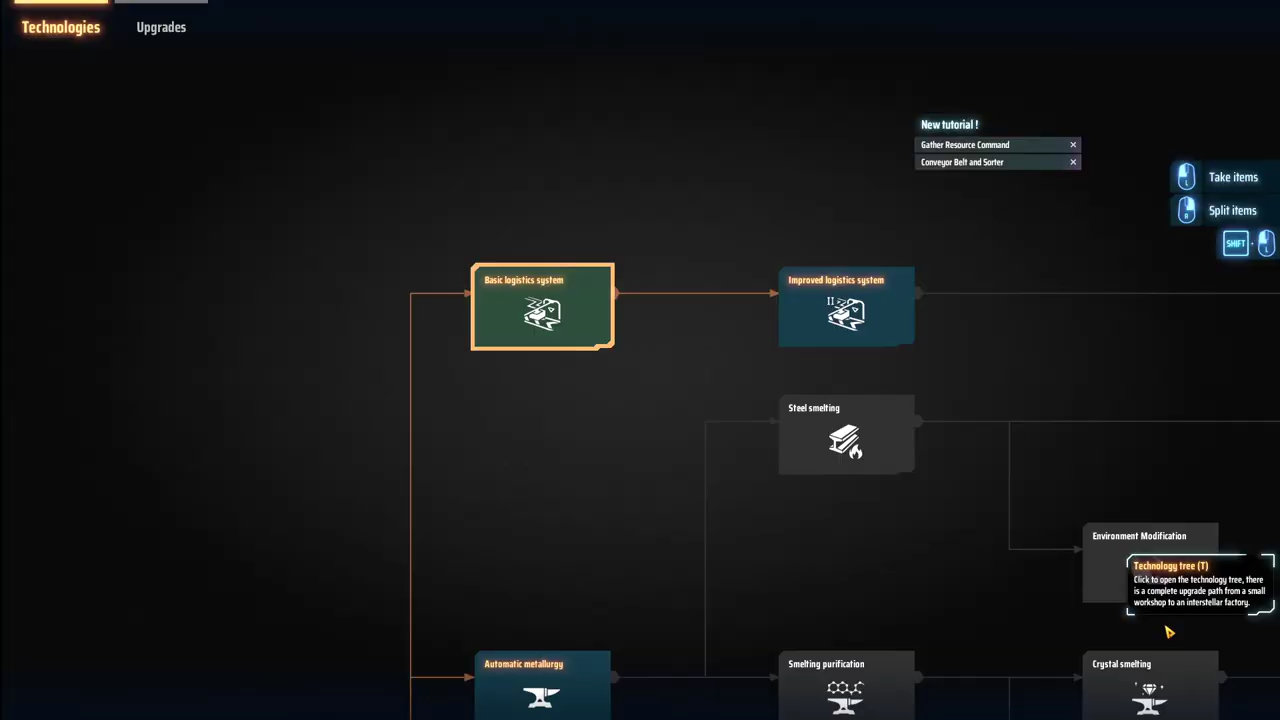 Technologies
Upgrades
New tutorial !
Gather Resource Command
Conveyor Belt and Sorter
L
Take items
R
Split items
SHIFT + L
Basic logistics system
Improved logistics system
II
Steel smelting
Environment Modification
Technology tree (T)
Click to open the technology tree, there
is a complete upgrade path from a small
workshop to an interstellar factory.
Automatic metallurgy
Smelting purification
Crystal smelting